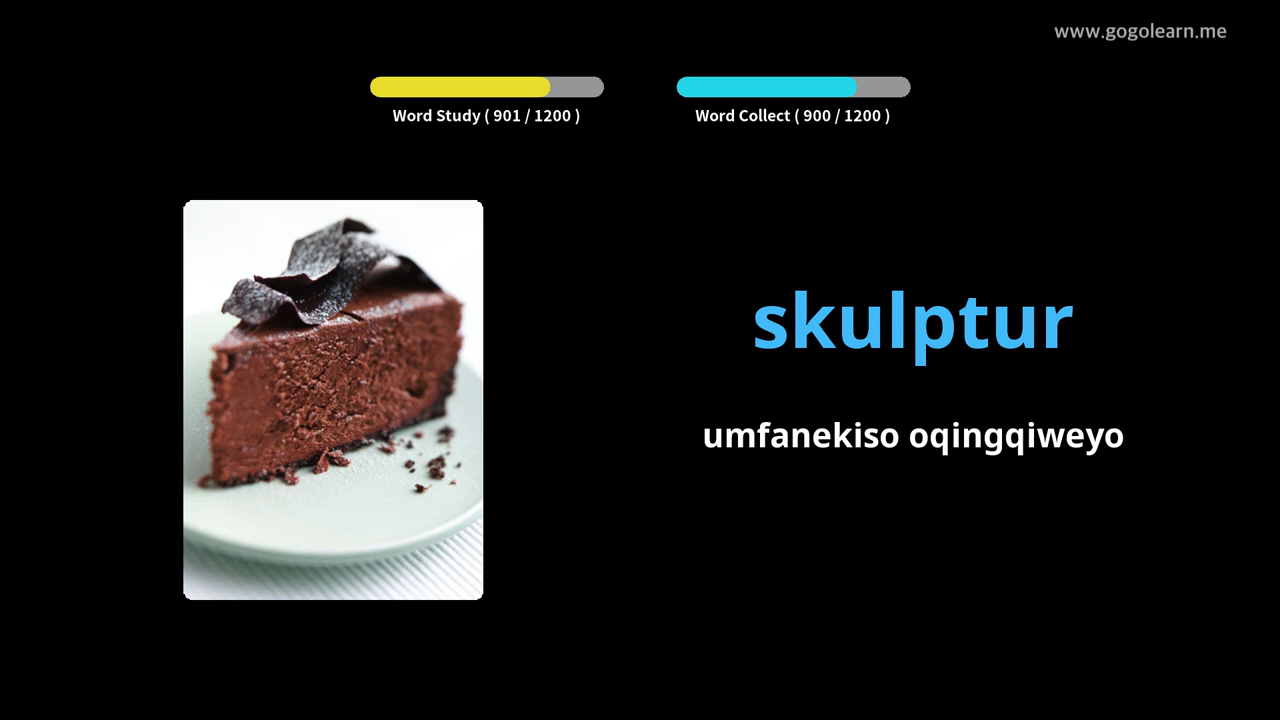 www.gogolearn.me
Word Study ( 901 / 1200 )
Word Collect ( 900 / 1200 )
skulptur
umfanekiso oqingqiweyo